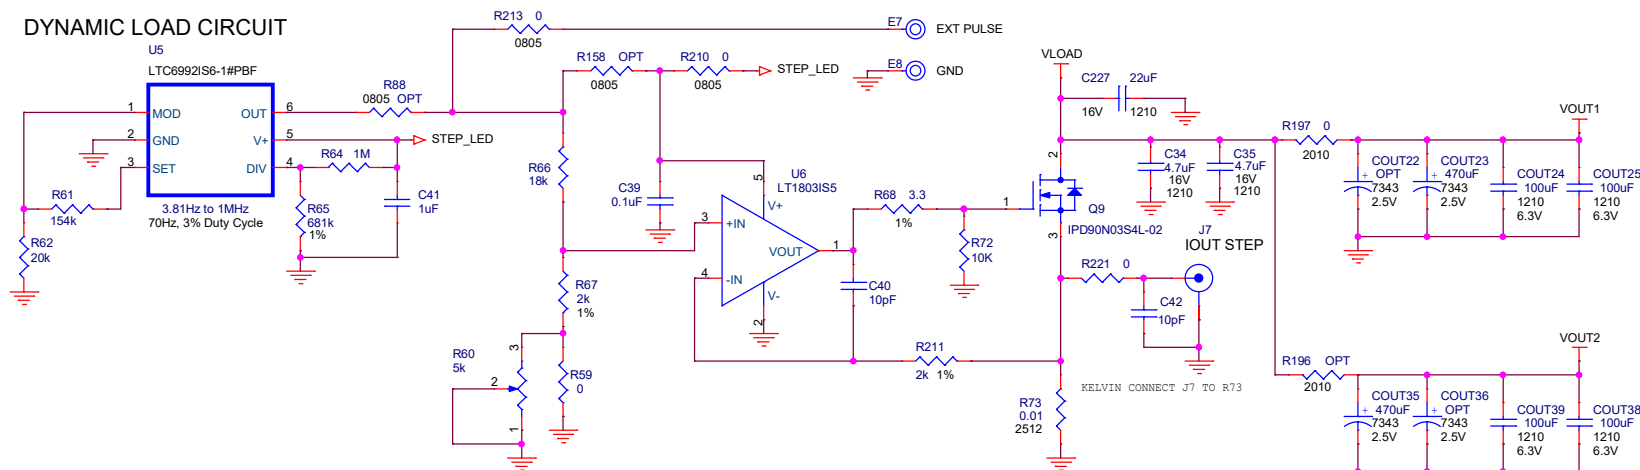 DYNAMIC LOAD CIRCUIT
U5
LTC6992IS6-1#PBF
1
MOD
2
GND
3
SET
OUT
6
V+
5
DIV
4
3.81Hz to 1MHz
70Hz, 3% Duty Cycle
R61
154k
R62
20k
R88
0805 OPT
STEP_LED
R64 1M
R65
681k
1%
C41
1uF
R213 0
0805
E7
EXT PULSE
E8
GND
R158 OPT
0805
R210 0
0805
STEP_LED
R66
18k
C39
0.1uF
R67
2k
1%
R60
5k
3
2
1
R59
0
U6
LT1803IS5
5
V+
3
+IN
4
-IN
VOUT
1
V-
2
R68 3.3
1%
R72
10K
C40
10pF
R211
2k 1%
VLOAD
C227 22uF
16V 1210
C34
4.7uF
16V
1210
C35
4.7uF
16V
1210
2
1
3
Q9
IPD90N03S4L-02
J7
IOUT STEP
R221 0
C42
10pF
KELVIN CONNECT J7 TO R73
R73
0.01
2512
R197 0
2010
VOUT1
COUT22
OPT
7343
2.5V
COUT23
470uF
7343
2.5V
COUT24
100uF
1210
6.3V
COUT25
100uF
1210
6.3V
R196 OPT
2010
VOUT2
COUT35
470uF
7343
2.5V
COUT36
OPT
7343
2.5V
COUT39
100uF
1210
6.3V
COUT38
100uF
1210
6.3V